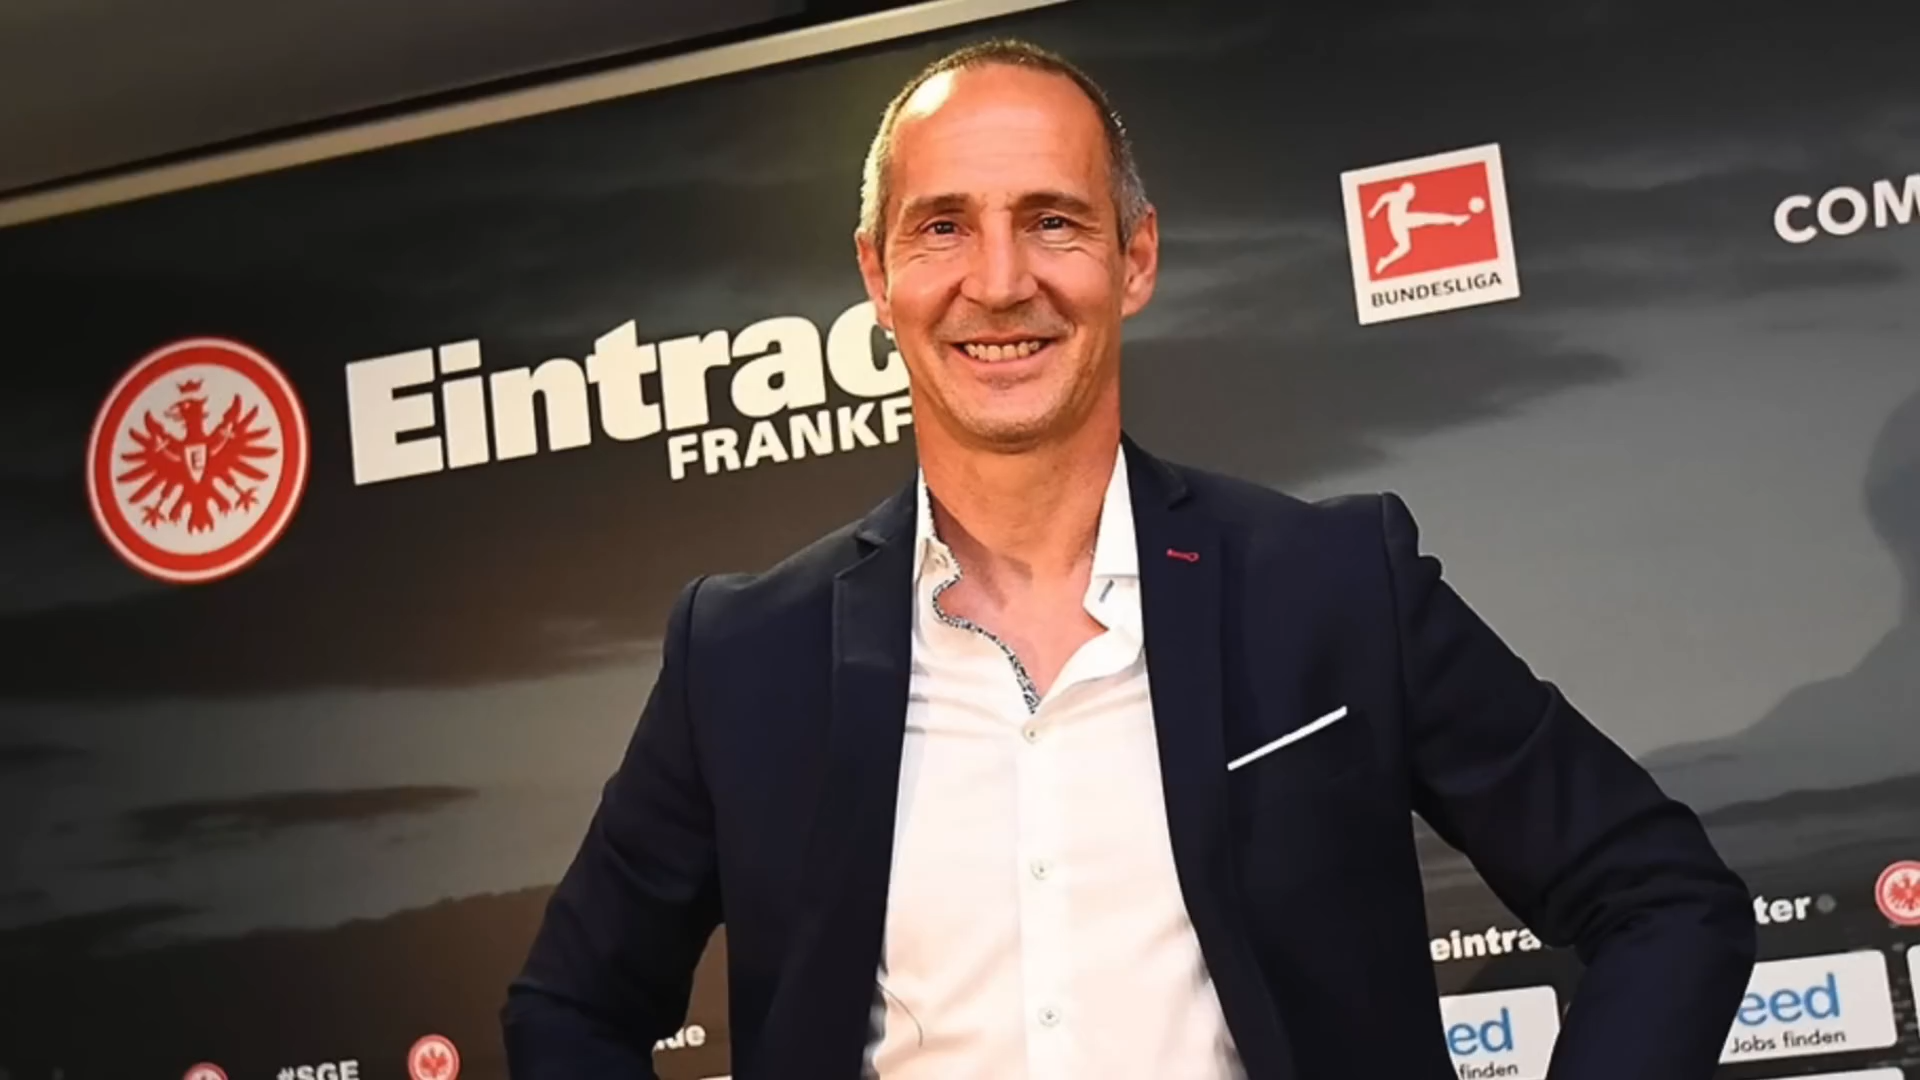 Eintrac
FRANKF
BUNDESLIGA
COM
E
eintra
ter
eed
Jobs finden
ed
finden
#SGE